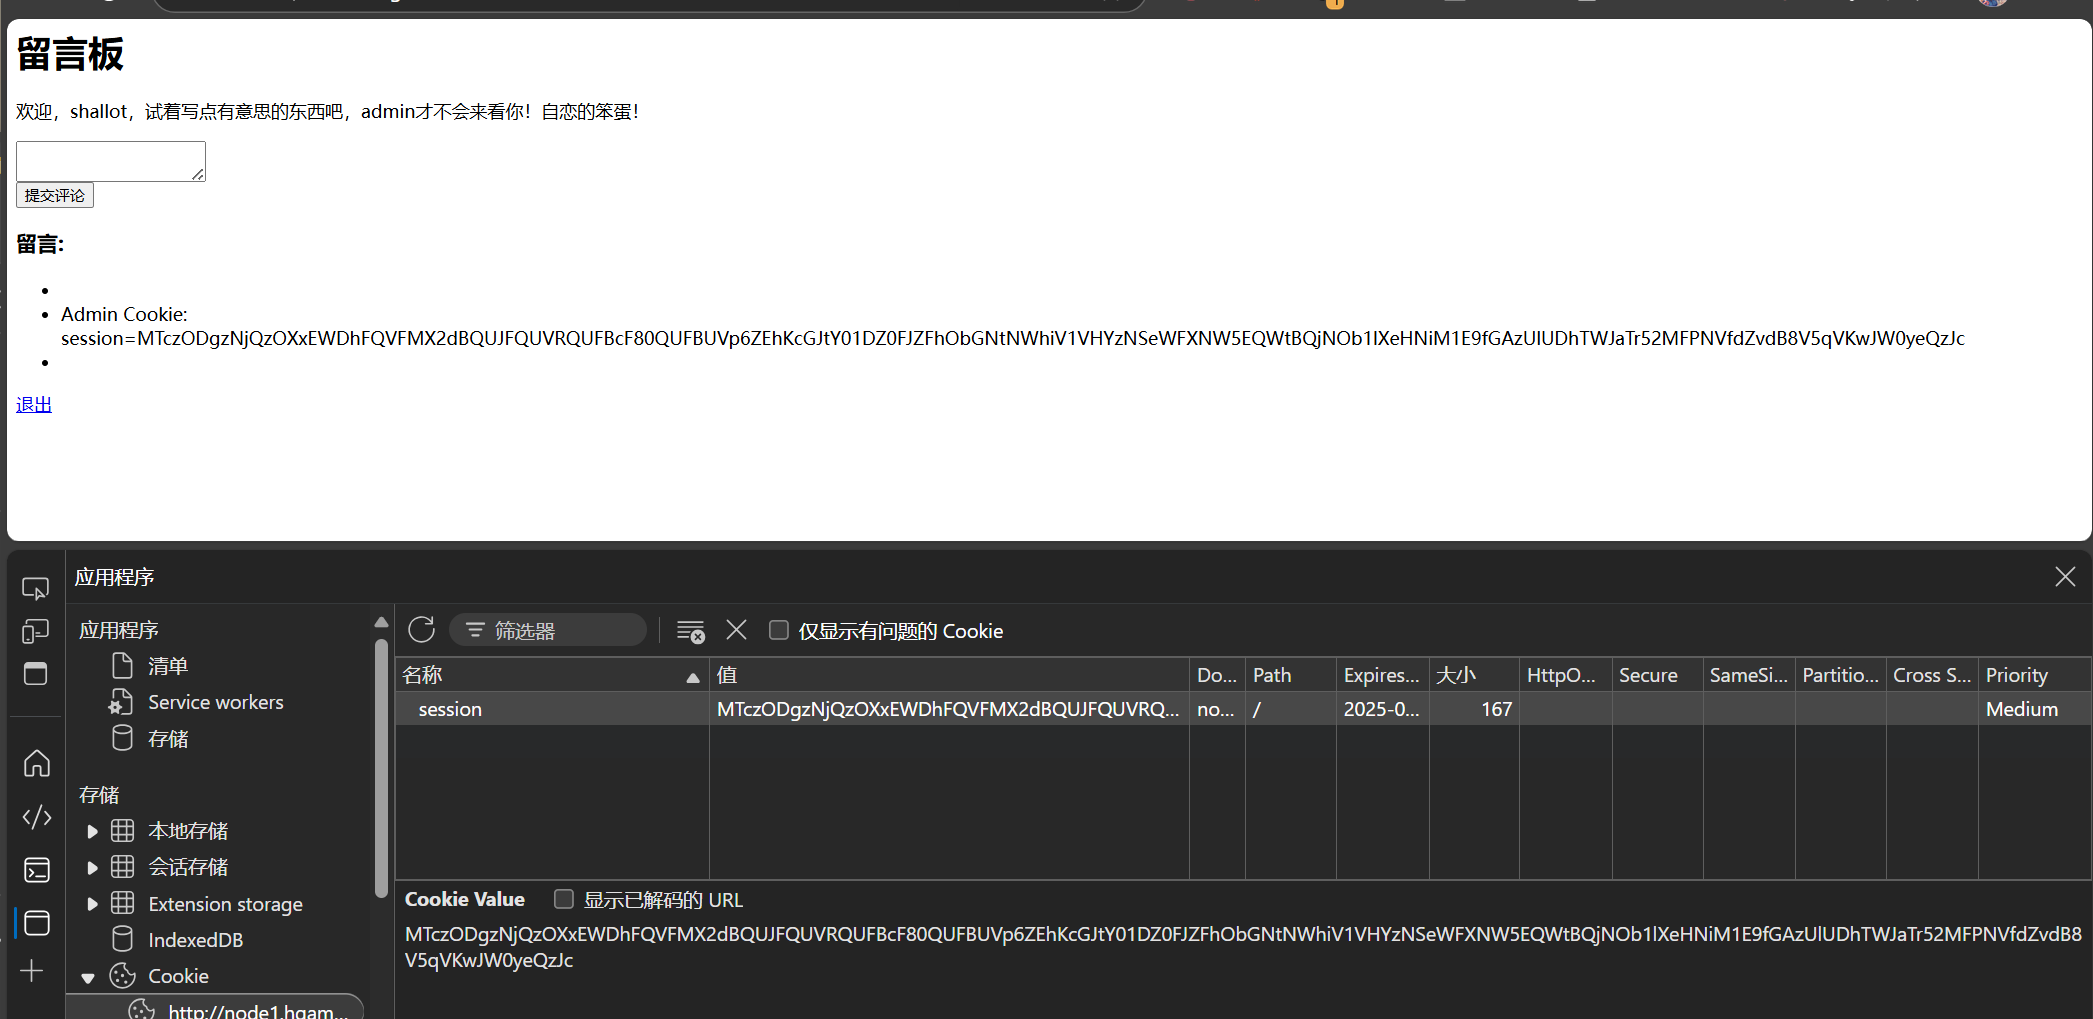 留言板
欢迎，shallot，试着写点有意思的东西吧，admin才不会来看你！自恋的笨蛋！
提交评论
留言:
Admin Cookie:
session=MTczODgzNjQzOXxEWDhFQVFMX2dBQUJFQUVRQUFBcF80QUFBUVp6ZEhKcGJtY01DZ0FJZFhObGNtNWhiV1VHYzNSeWFXNW5EQWtBQjNOb1lXeHNiM1E9fGAzUlUDhTWJaTr52MFPNVfdZvdB8V5qVKwJW0yeQzJc
退出
应用程序
应用程序
清单
Service workers
存储
存储
本地存储
会话存储
Extension storage
IndexedDB
Cookie
http://node1.hgam...
筛选器
仅显示有问题的 Cookie
名称 值 Do... Path Expires... 大小 HttpO... Secure SameSi... Partitio... Cross S... Priority
session MTczODgzNjQzOXxEWDhFQVFMX2dBQUJFQUVRQ... no... / 2025-0... 167 Medium
Cookie Value 显示已解码的 URL
MTczODgzNjQzOXxEWDhFQVFMX2dBQUJFQUVRQUFBcF80QUFBUVp6ZEhKcGJtY01DZ0FJZFhObGNtNWhiV1VHYzNSeWFXNW5EQWtBQjNOb1lXeHNiM1E9fGAzUlUDhTWJaTr52MFPNVfdZvdB8
V5qVKwJW0yeQzJc